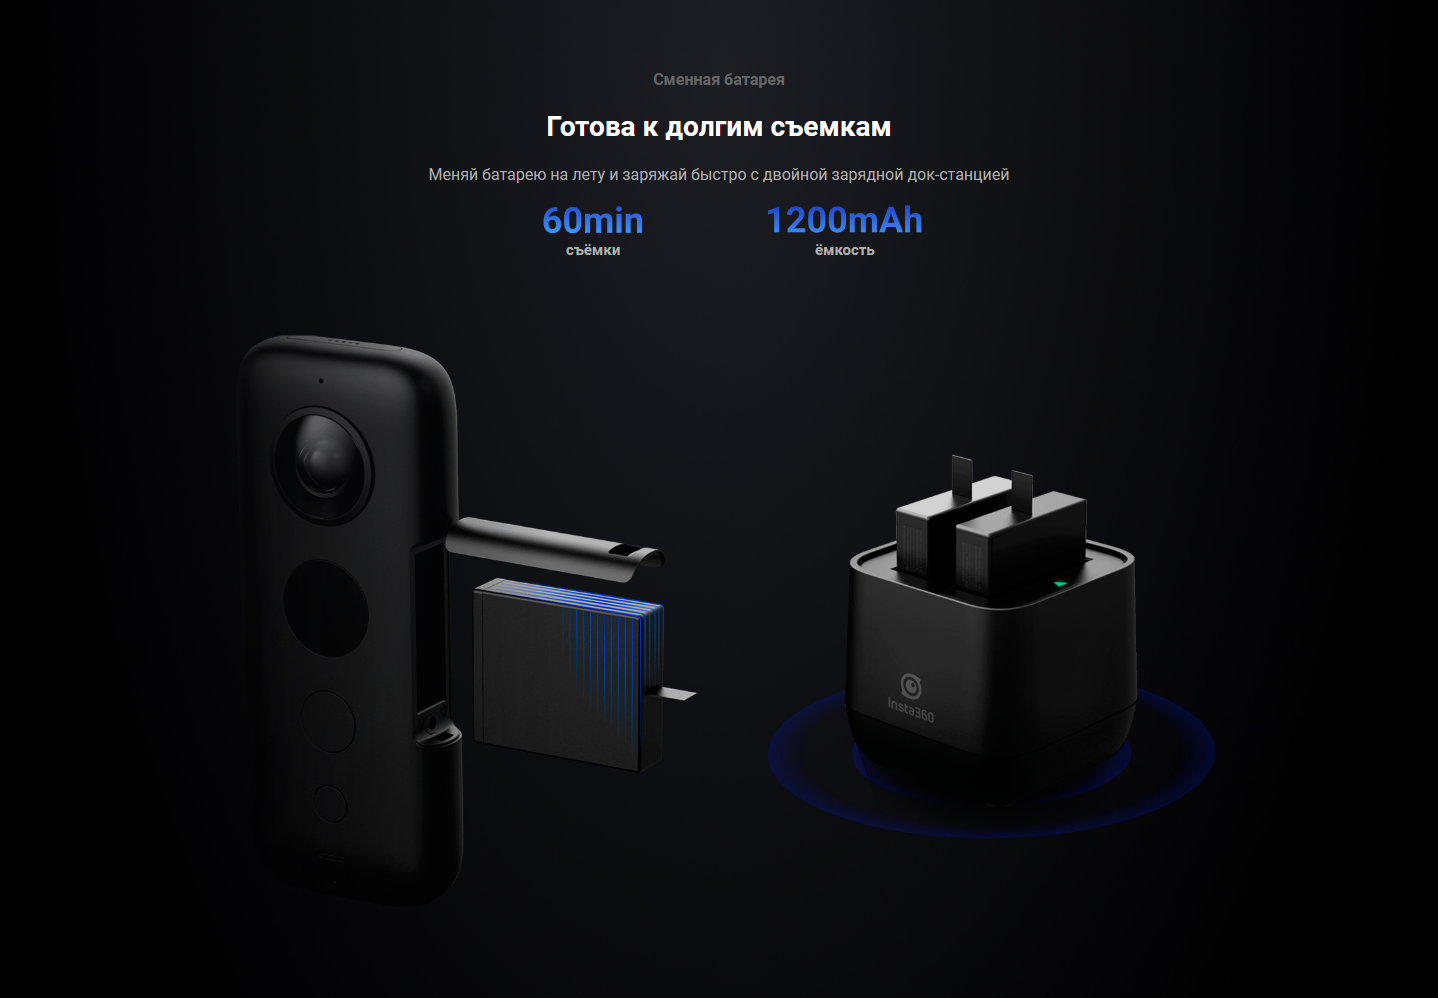 Сменная батарея
Готова к долгим съемкам
Меняй батарею на лету и заряжай быстро с двойной зарядной док-станцией
60min
1200mAh
съёмки
ёмкость
Insta360